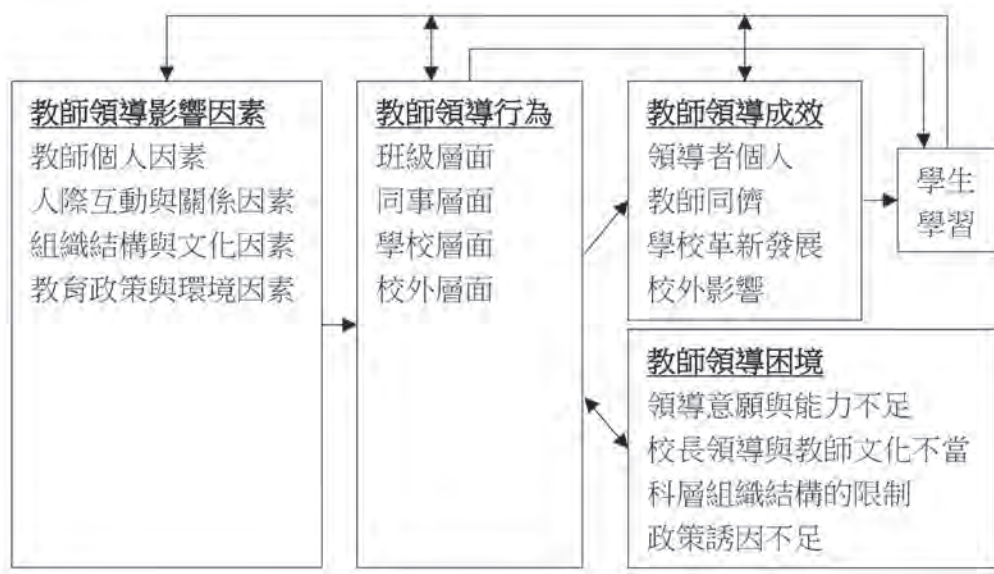 教師領導影響因素
教師個人因素
人際互動與關係因素
組織結構與文化因素
教育政策與環境因素
教師領導行為
班級層面
同事層面
學校層面
校外層面
教師領導成效
領導者個人
教師同儕
學校革新發展
校外影響
學生
學習
教師領導困境
領導意願與能力不足
校長領導與教師文化不當
科層組織結構的限制
政策誘因不足